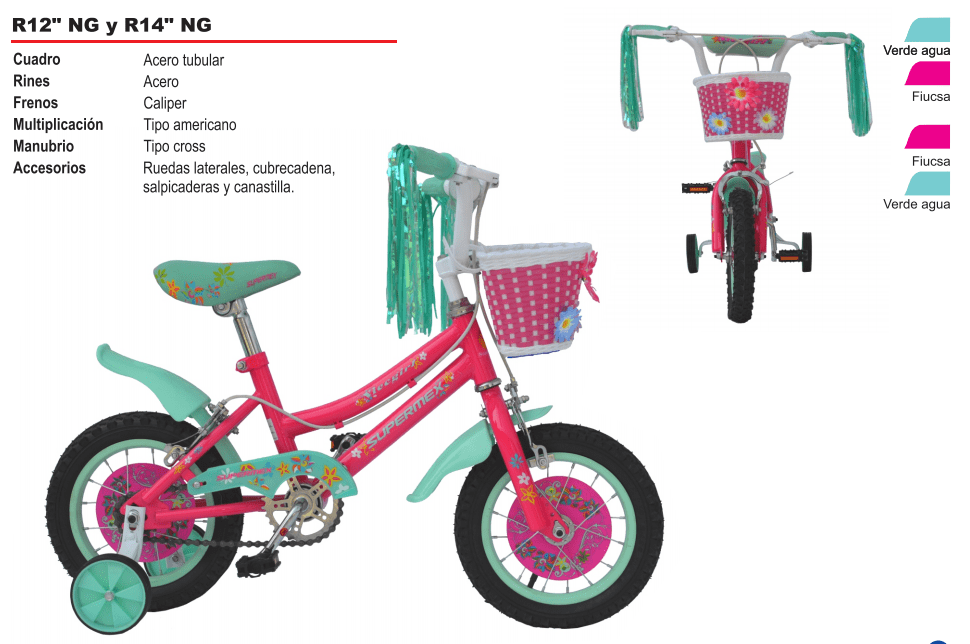 R12" NG y R14" NG
Cuadro Acero tubular
Rines Acero
Frenos Caliper
Multiplicación Tipo americano
Manubrio Tipo cross
Accesorios Ruedas laterales, cubrecadena,
salpicaderas y canastilla.
Verde agua
Fiucsa
Fiucsa
Verde agua
SUPERMEX